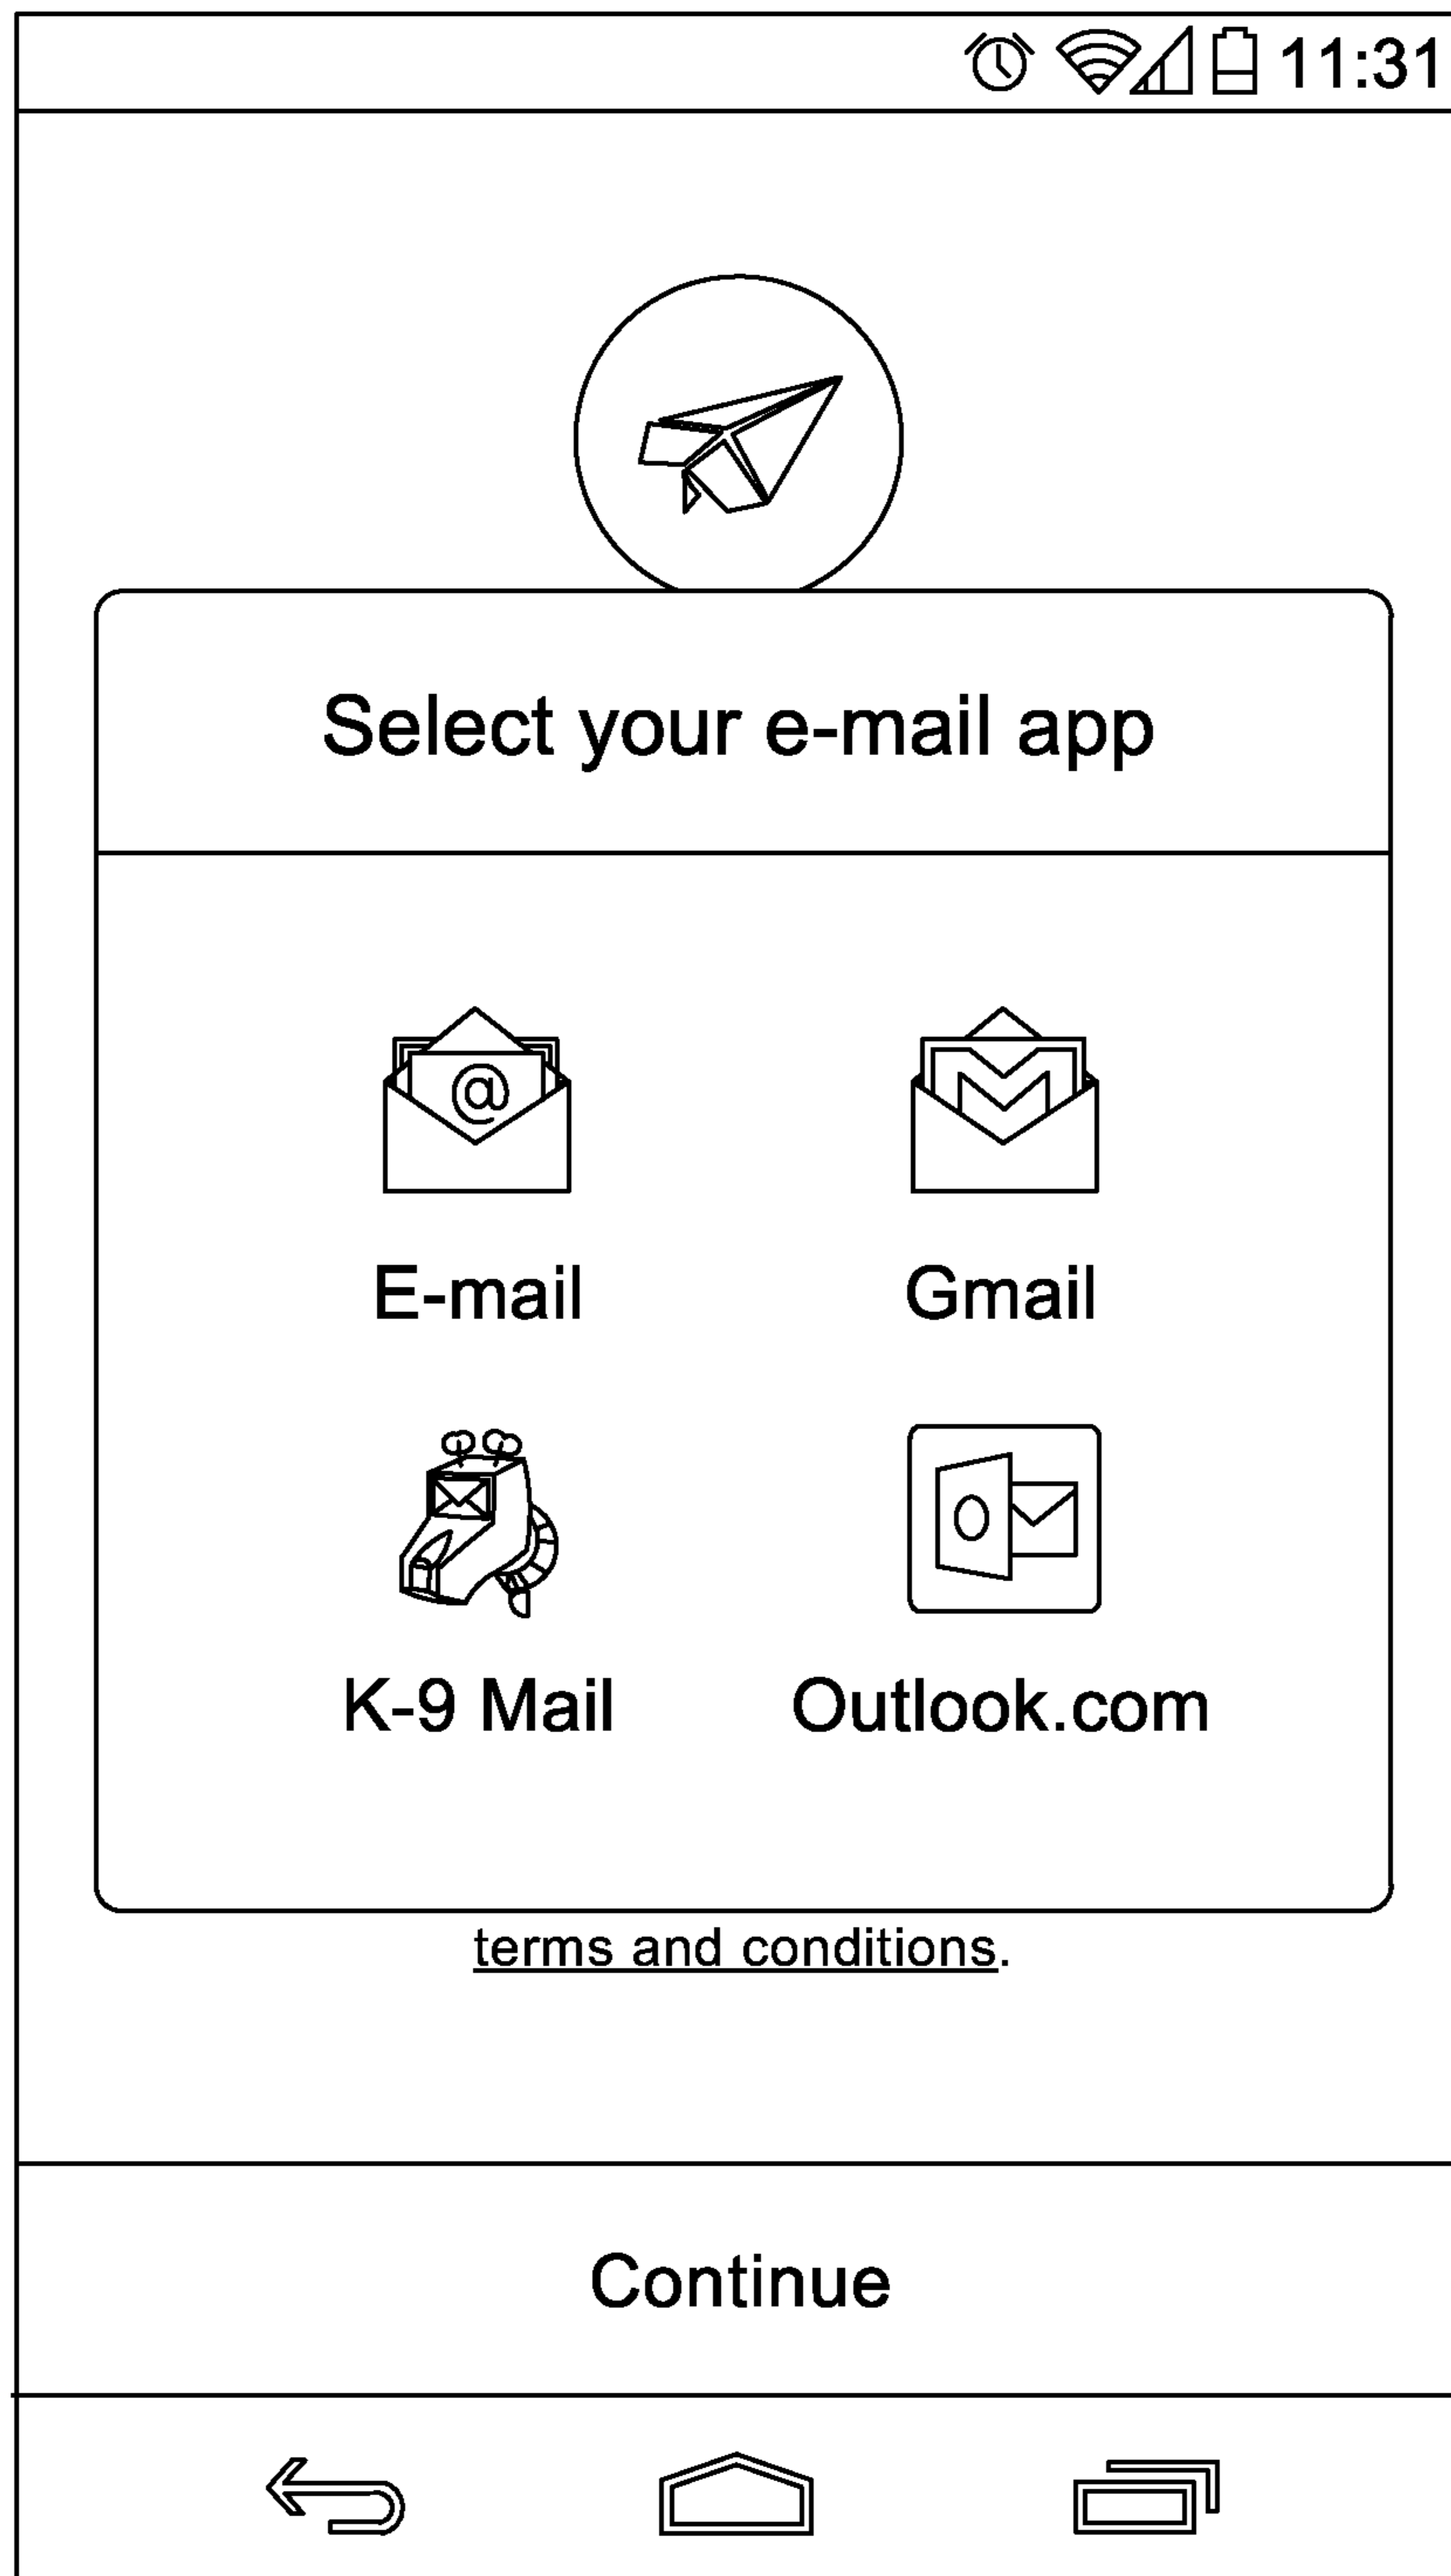 11:31
Select your e-mail app
@
E-mail Gmail
K-9 Mail Outlook.com
terms and conditions.
Continue